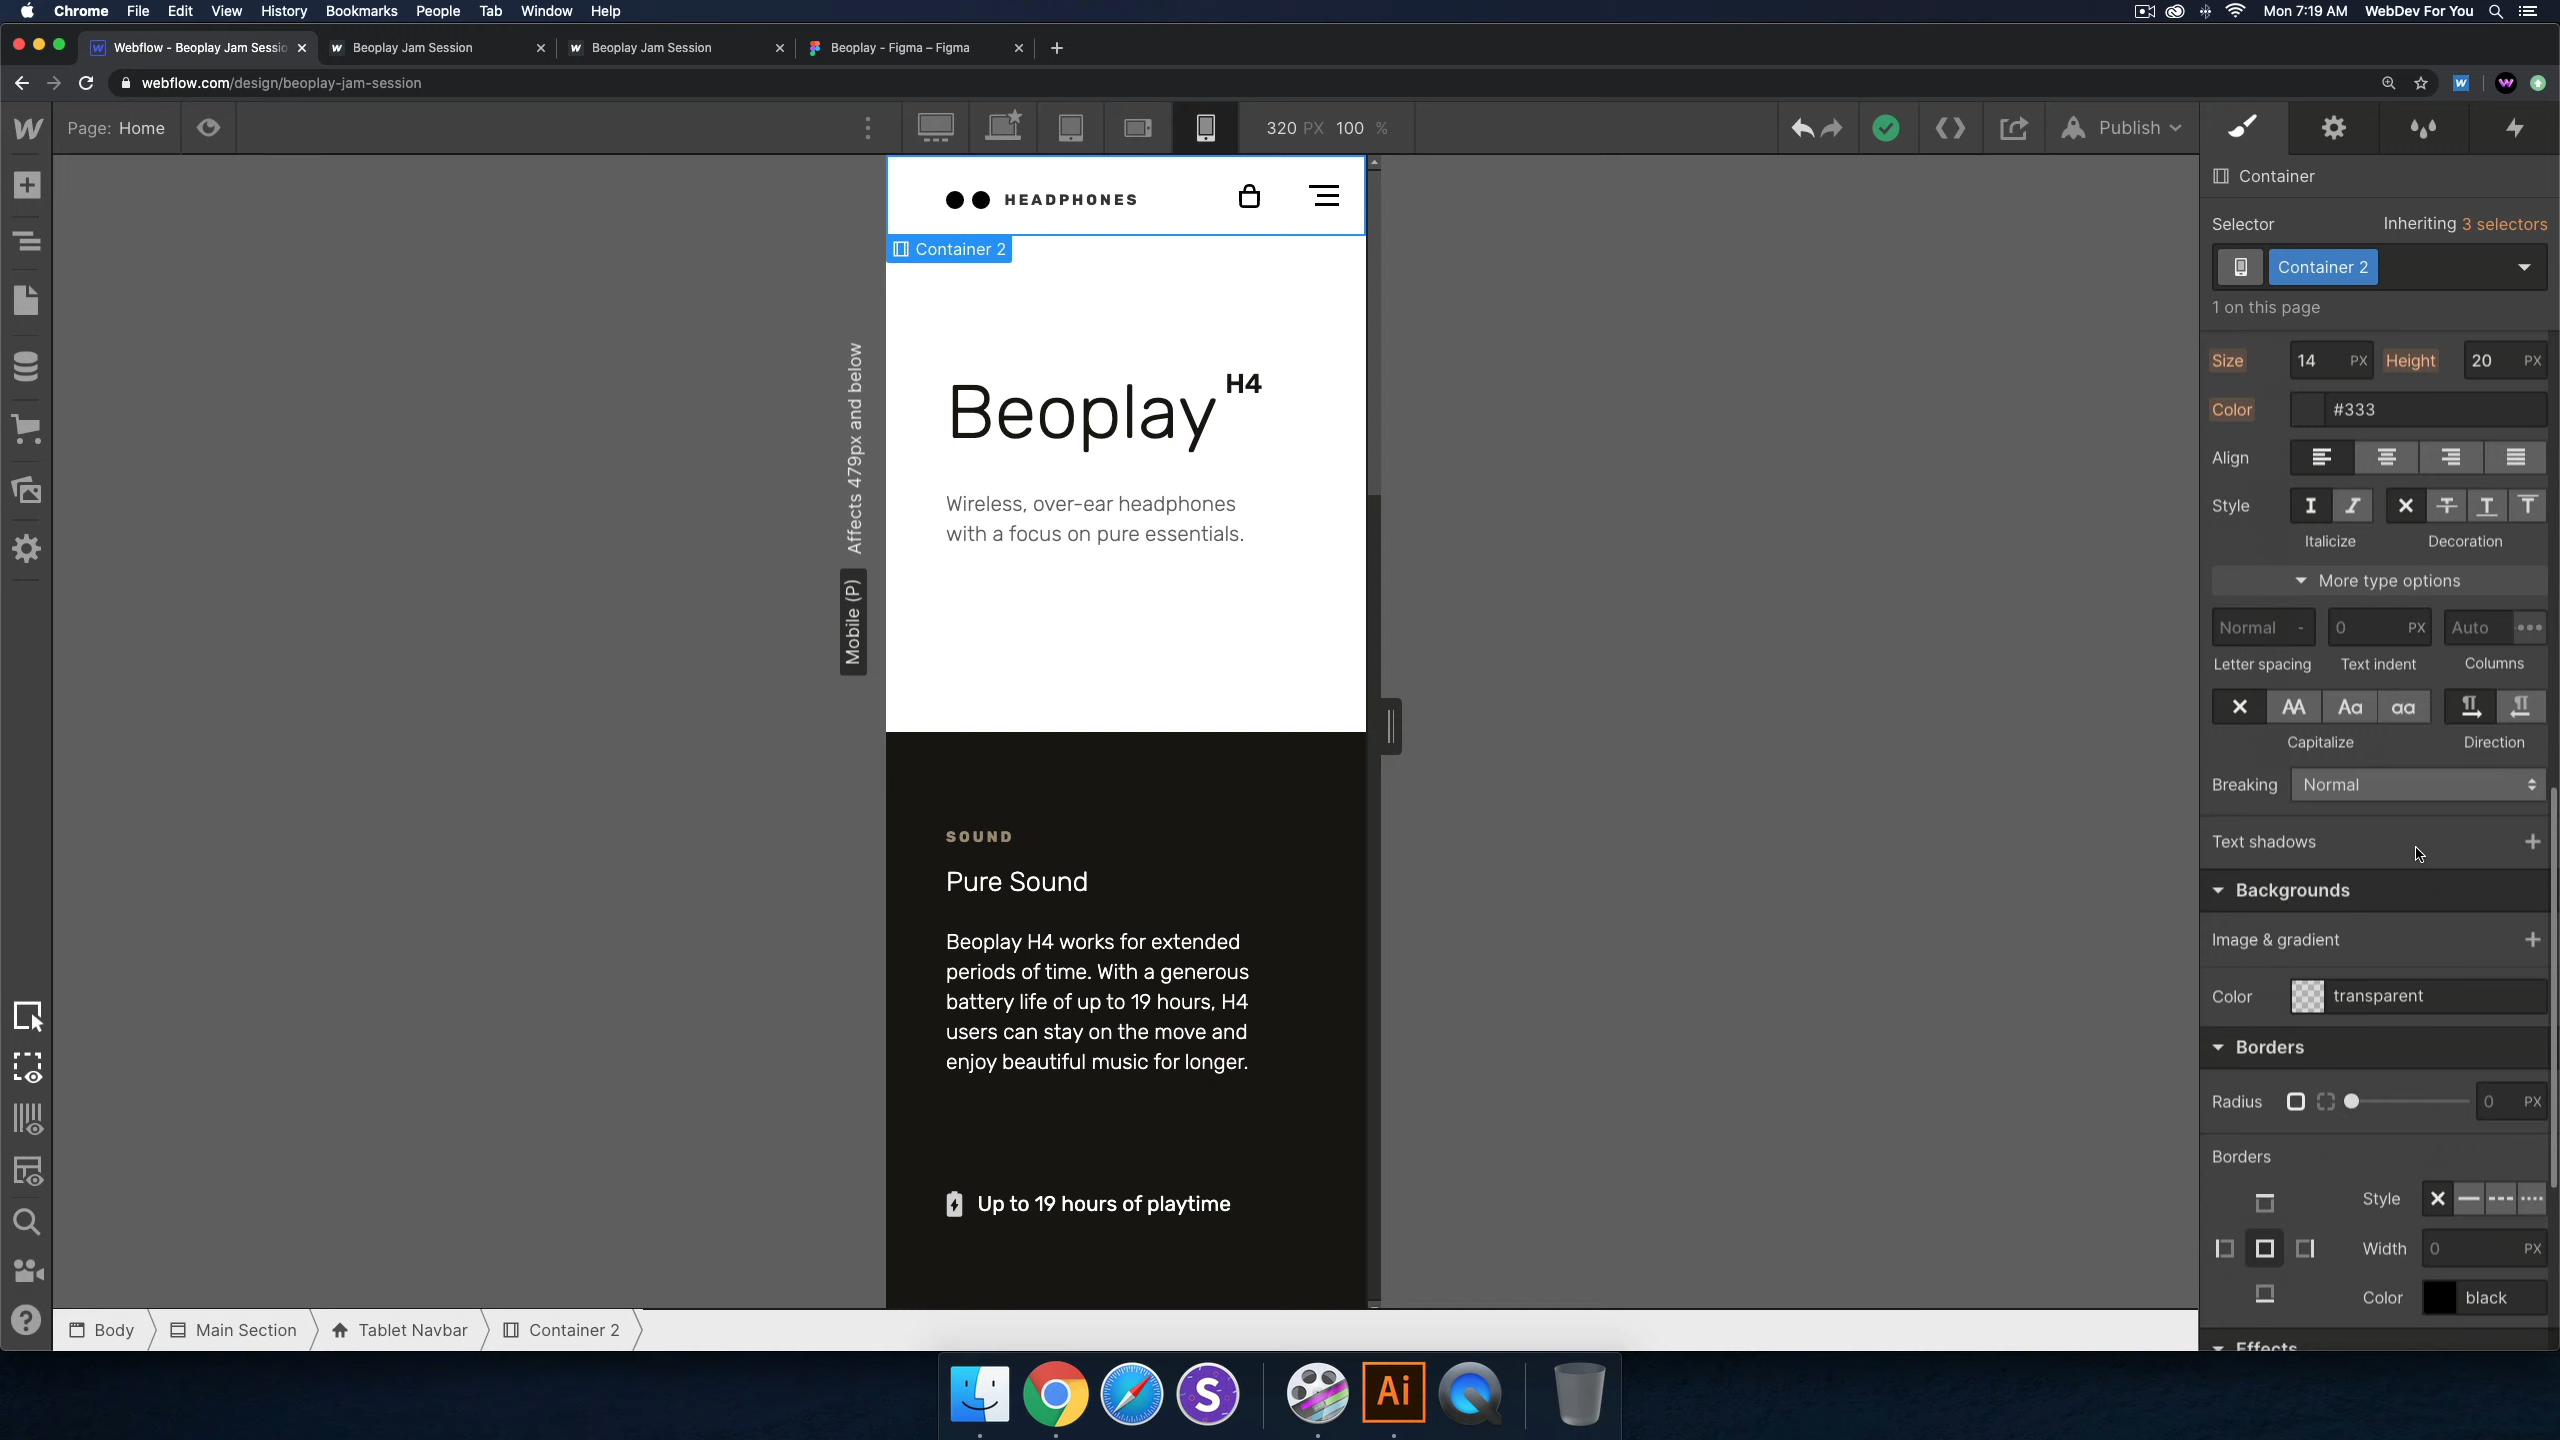 Chrome File Edit View History Bookmarks People Tab Window Help
Mon 7:19 AM WebDev For You
Webflow - Beoplay Jam Sessio
Beoplay Jam Session
Beoplay Jam Session
Beoplay - Figma – Figma
webflow.com/design/beoplay-jam-session
Page: Home
320 PX 100 %
Publish
Container
Selector
Inheriting 3 selectors
Container 2
1 on this page
Size 14 PX Height 20 PX
Color #333
Align
Style
Italicize
Decoration
More type options
Normal -
0 PX
Auto
Letter spacing
Text indent
Columns
AA Aa aa
Capitalize
Direction
Breaking Normal
Text shadows
Backgrounds
Image & gradient
Color transparent
Borders
Radius 0 PX
Borders
Style
Width 0 PX
Color black
Effects
Affects 479px and below
Mobile (P)
HEADPHONES
Container 2
Beoplay H4
Wireless, over-ear headphones
with a focus on pure essentials.
SOUND
Pure Sound
Beoplay H4 works for extended
periods of time. With a generous
battery life of up to 19 hours, H4
users can stay on the move and
enjoy beautiful music for longer.
Up to 19 hours of playtime
Body
Main Section
Tablet Navbar
Container 2
Ai